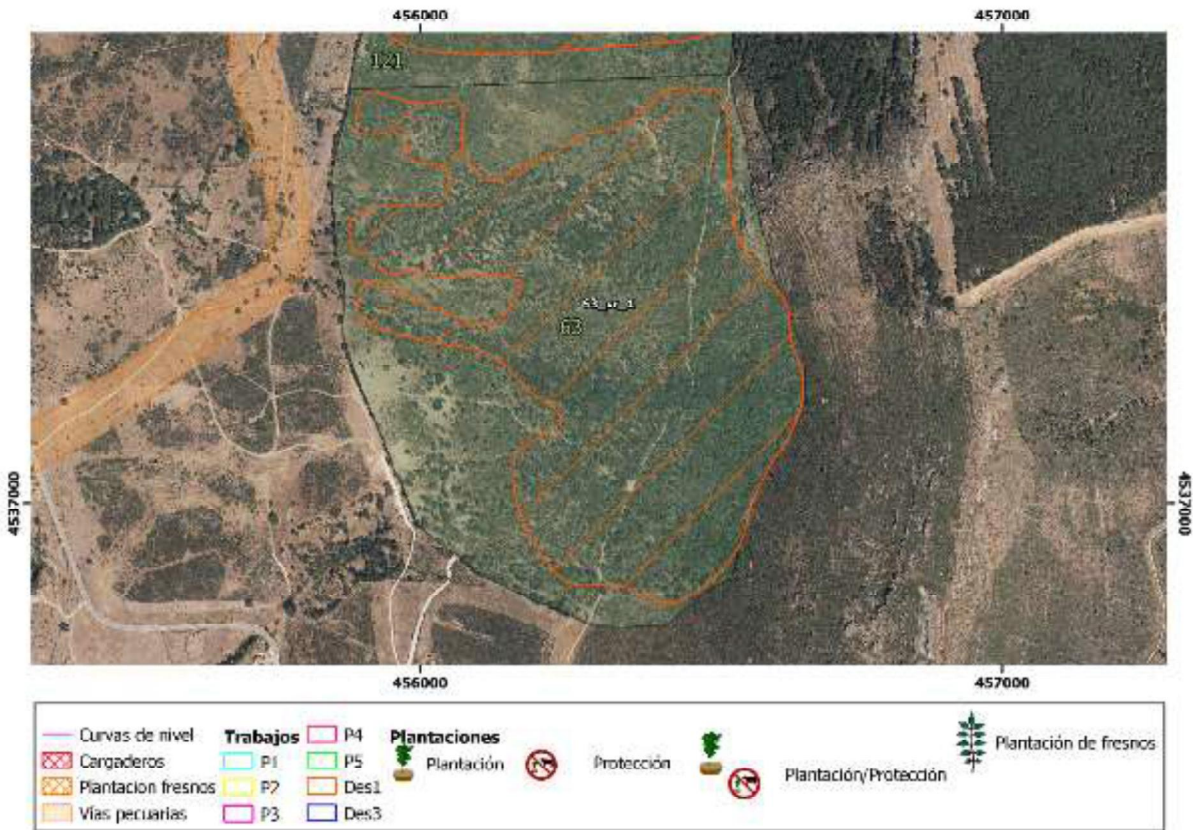 456000 457000
121
63_ar_1
63
4537000 4537000
456000 457000
Curvas de nivel
Cargaderos
Plantacion fresnos
Vías pecuarias
Trabajos
P1
P2
P3
P4
P5
Des1
Des3
Plantaciones
Plantación
Protección
Plantación/Protección
Plantación de fresnos